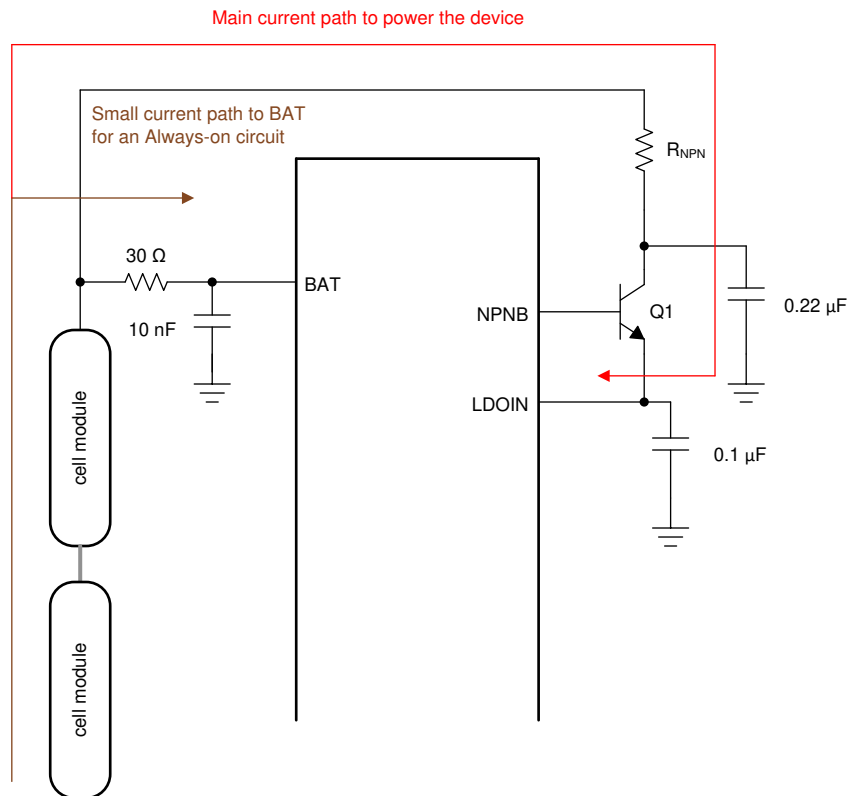 Main current path to power the device
Small current path to BAT
for an Always-on circuit
R_NPN
30 Ω
BAT
10 nF
NPNB
Q1
0.22 µF
LDOIN
0.1 µF
cell module
cell module